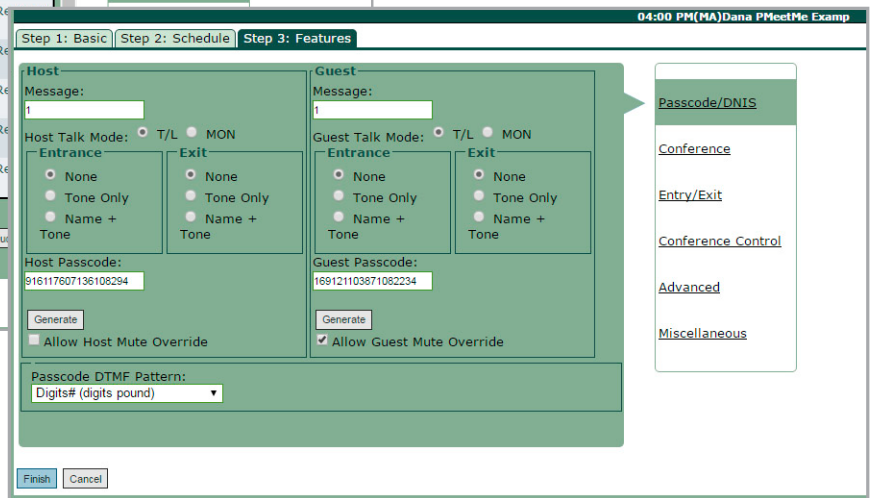 04:00 PM(MA)Dana PMeetMe Examp
Step 1: Basic Step 2: Schedule Step 3: Features
Host
Message:
1
Host Talk Mode: T/L MON
Entrance
None
Tone Only
Name +
Tone
Exit
None
Tone Only
Name +
Tone
Host Passcode:
916117607136108294
Generate
Allow Host Mute Override
Guest
Message:
1
Guest Talk Mode: T/L MON
Entrance
None
Tone Only
Name +
Tone
Exit
None
Tone Only
Name +
Tone
Guest Passcode:
169121103871082234
Generate
Allow Guest Mute Override
Passcode DTMF Pattern:
Digits# (digits pound)
Passcode/DNIS
Conference
Entry/Exit
Conference Control
Advanced
Miscellaneous
Finish Cancel